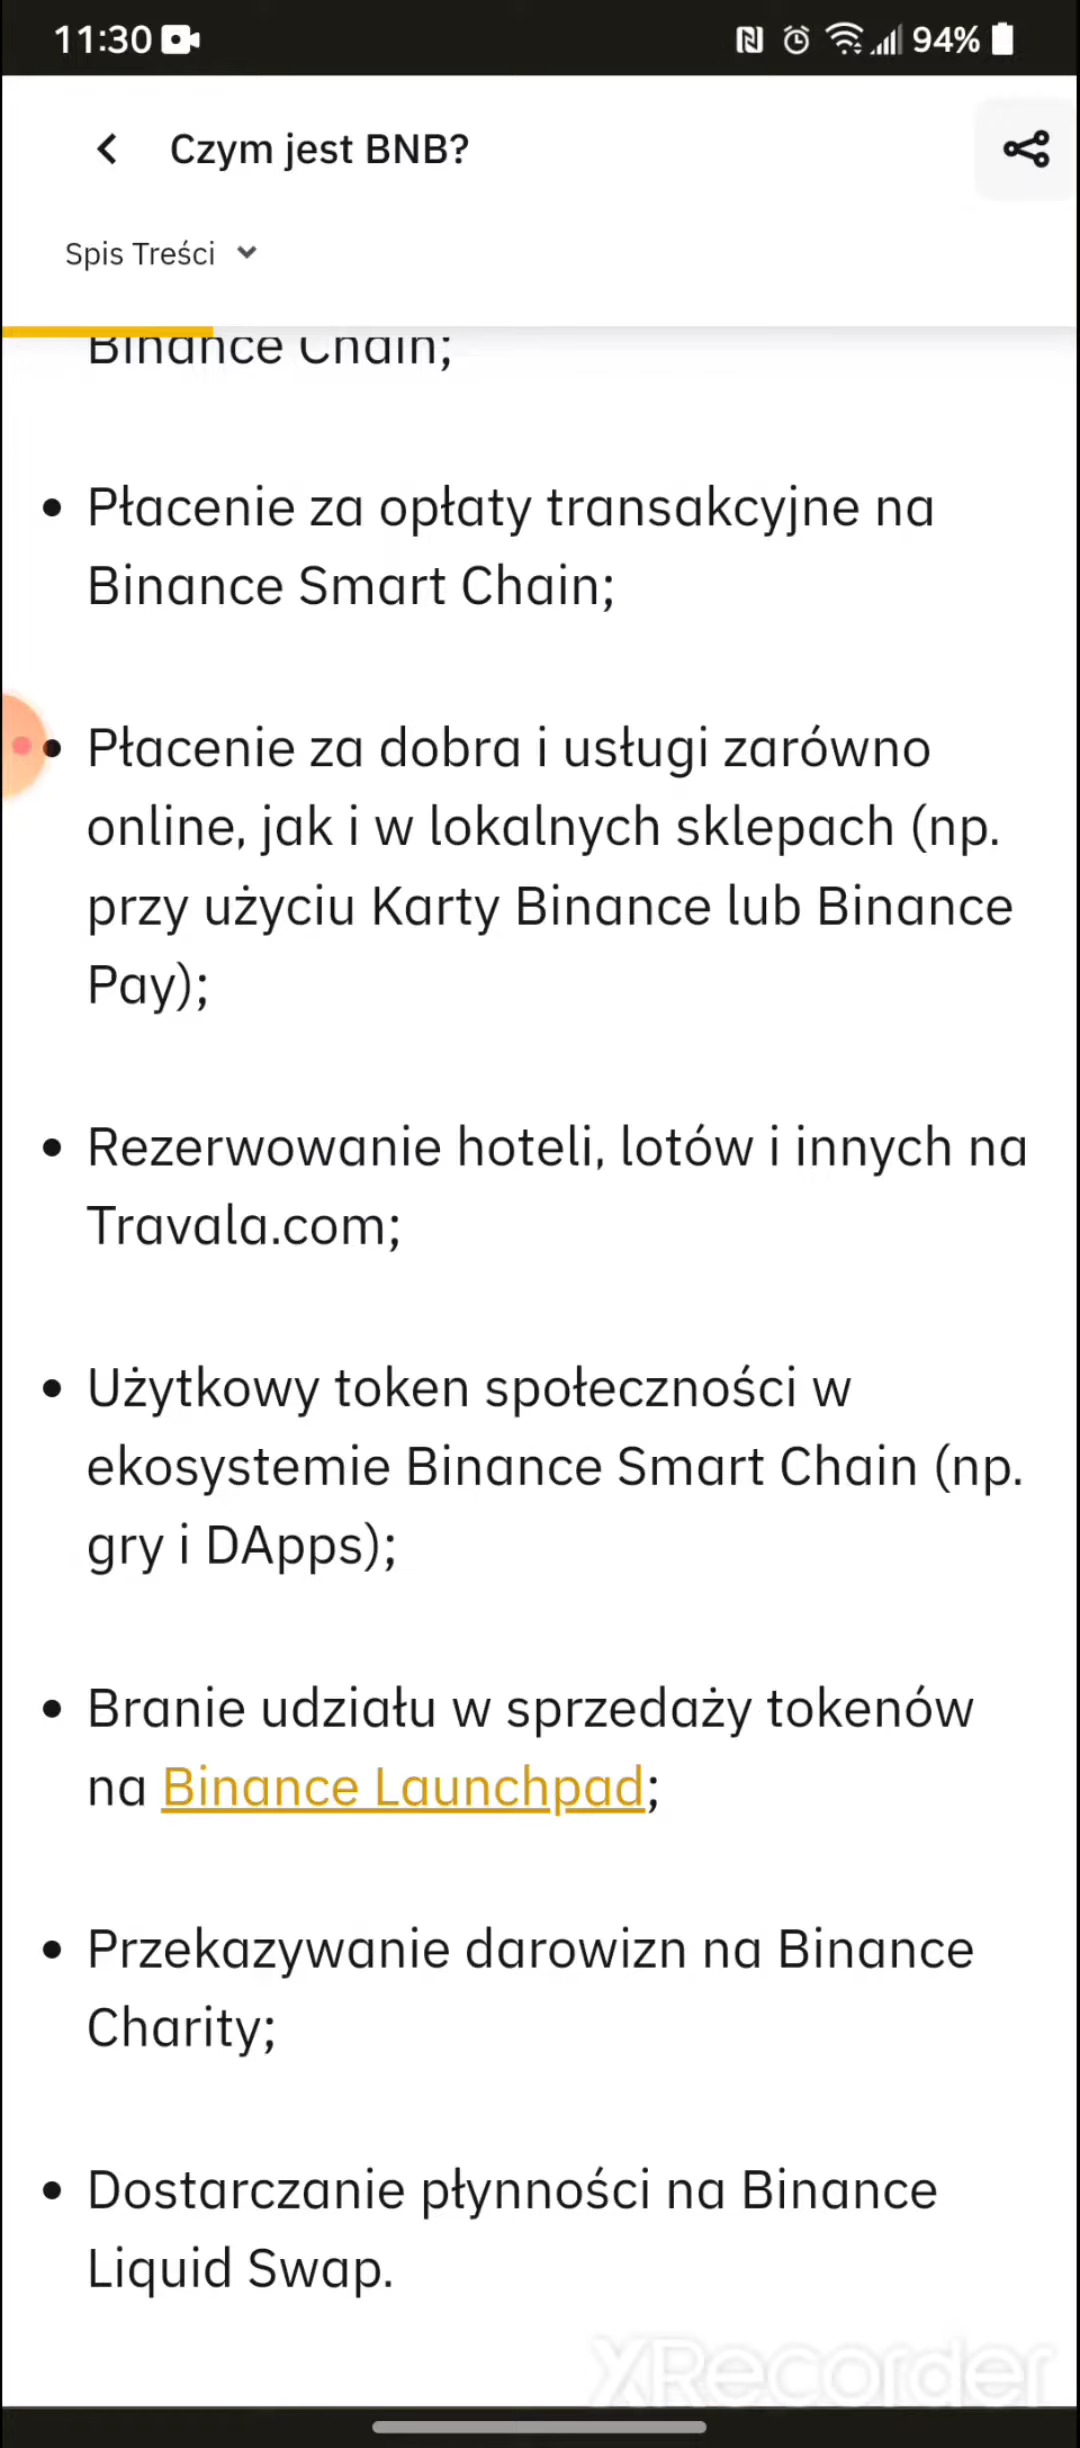 11:30 94%
Czym jest BNB?
Spis Treści
Binance Chain;
• Płacenie za opłaty transakcyjne na
Binance Smart Chain;
• Płacenie za dobra i usługi zarówno
online, jak i w lokalnych sklepach (np.
przy użyciu Karty Binance lub Binance
Pay);
• Rezerwowanie hoteli, lotów i innych na
Travala.com;
• Użytkowy token społeczności w
ekosystemie Binance Smart Chain (np.
gry i DApps);
• Branie udziału w sprzedaży tokenów
na Binance Launchpad;
• Przekazywanie darowizn na Binance
Charity;
• Dostarczanie płynności na Binance
Liquid Swap.
XRecorder